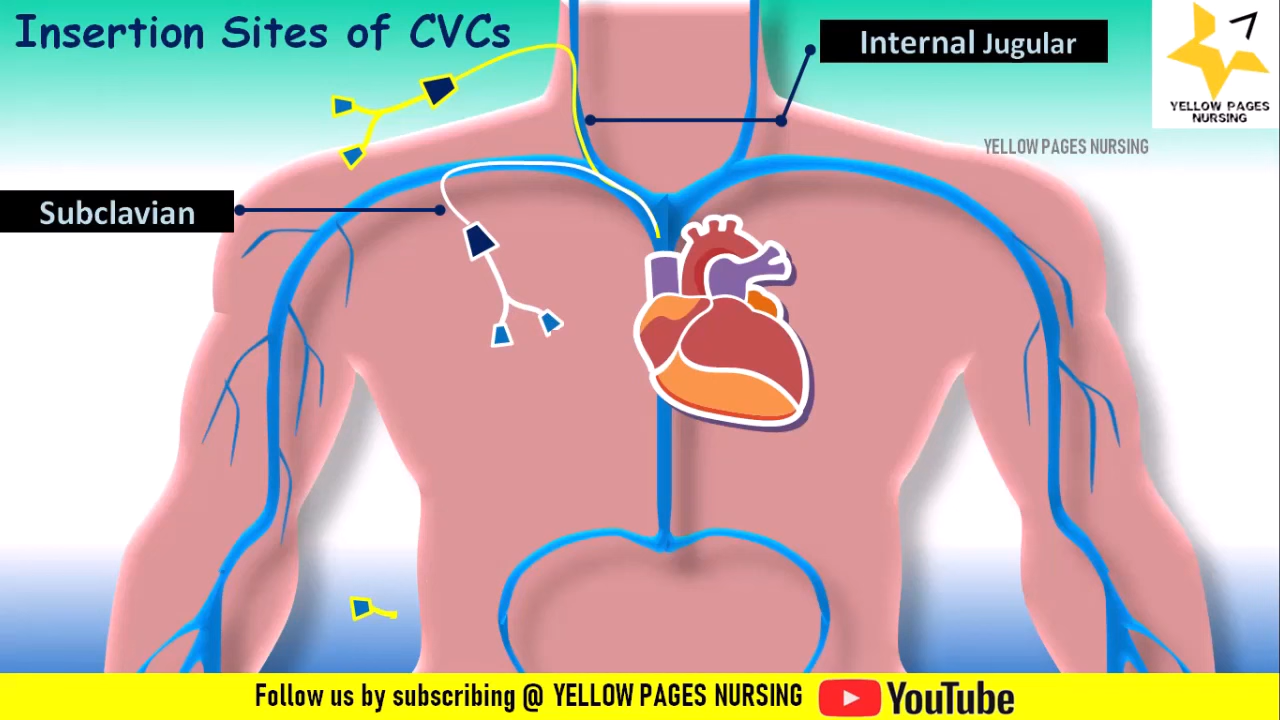 Insertion Sites of CVCs
Internal Jugular
YELLOW PAGES
NURSING
YELLOW PAGES NURSING
Subclavian
Follow us by subscribing @ YELLOW PAGES NURSING YouTube